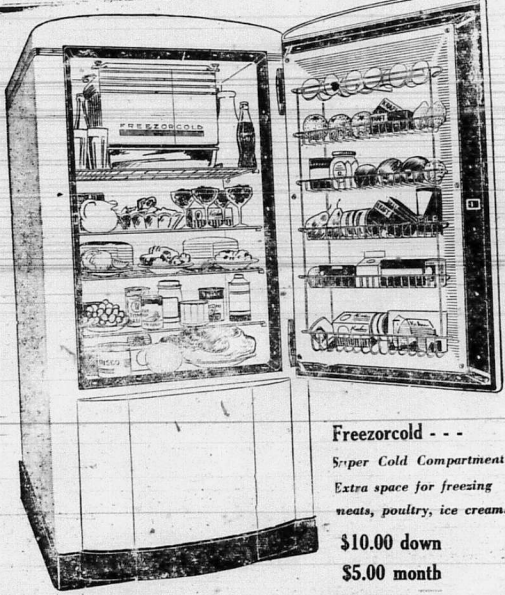 FREEZORCOLD
Freezorcold - - -
Super Cold Compartment
Extra space for freezing
meats, poultry, ice cream.
$10.00 down
$5.00 month